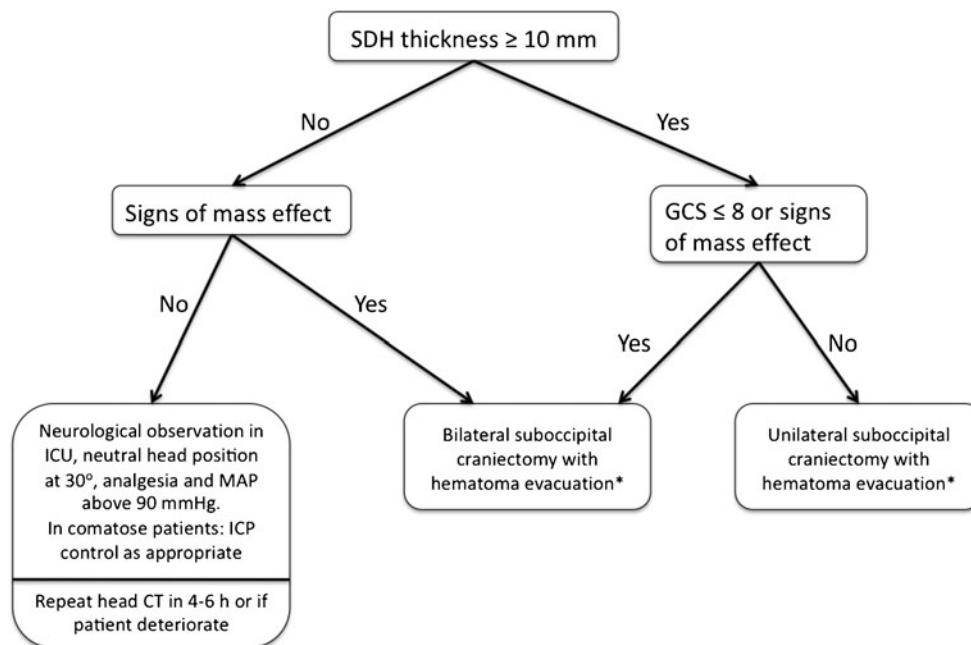 SDH thickness ≥ 10 mm
No
Yes
Signs of mass effect
GCS ≤ 8 or signs
of mass effect
No
Yes
Yes
No
Neurological observation in
ICU, neutral head position
at 30°, analgesia and MAP
above 90 mmHg.
In comatose patients: ICP
control as appropriate
Repeat head CT in 4-6 h or if
patient deteriorate
Bilateral suboccipital
craniectomy with
hematoma evacuation*
Unilateral suboccipital
craniectomy with
hematoma evacuation*